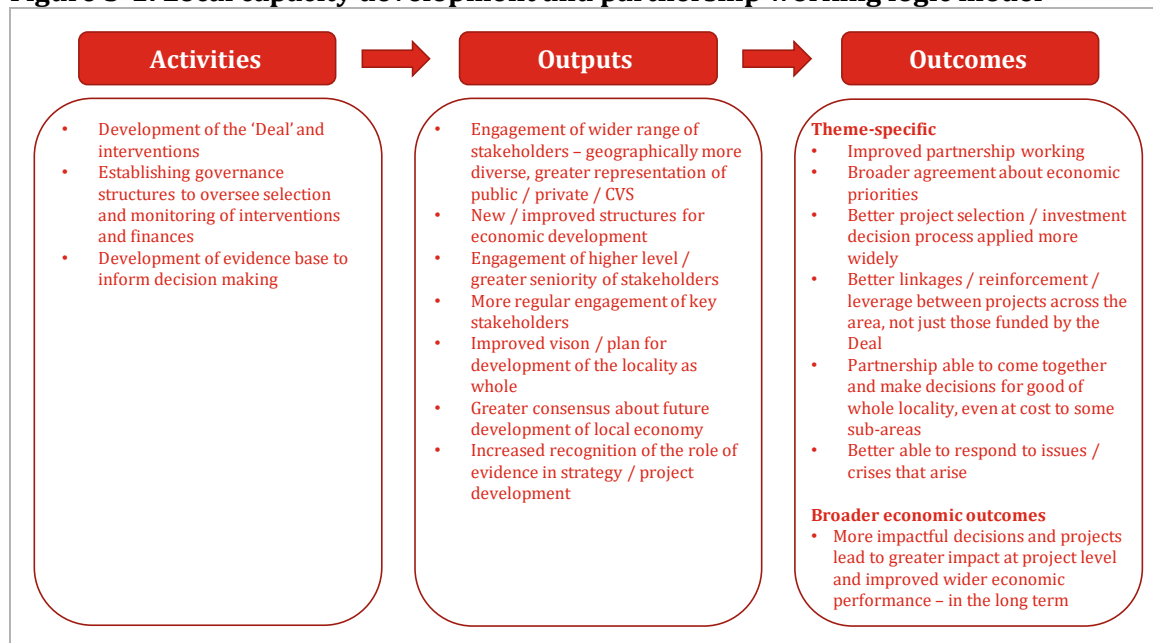 Activities
Outputs
Outcomes
• Development of the ‘Deal’ and
interventions
• Establishing governance
structures to oversee selection
and monitoring of interventions
and finances
• Development of evidence base to
inform decision making
• Engagement of wider range of
stakeholders – geographically more
diverse, greater representation of
public / private / CVS
• New / improved structures for
economic development
• Engagement of higher level /
greater seniority of stakeholders
• More regular engagement of key
stakeholders
• Improved vison / plan for
development of the locality as
whole
• Greater consensus about future
development of local economy
• Increased recognition of the role of
evidence in strategy / project
development
Theme-specific
• Improved partnership working
• Broader agreement about economic
priorities
• Better project selection / investment
decision process applied more
widely
• Better linkages / reinforcement /
leverage between projects across the
area, not just those funded by the
Deal
• Partnership able to come together
and make decisions for good of
whole locality, even at cost to some
sub-areas
• Better able to respond to issues /
crises that arise
Broader economic outcomes
• More impactful decisions and projects
lead to greater impact at project level
and improved wider economic
performance – in the long term